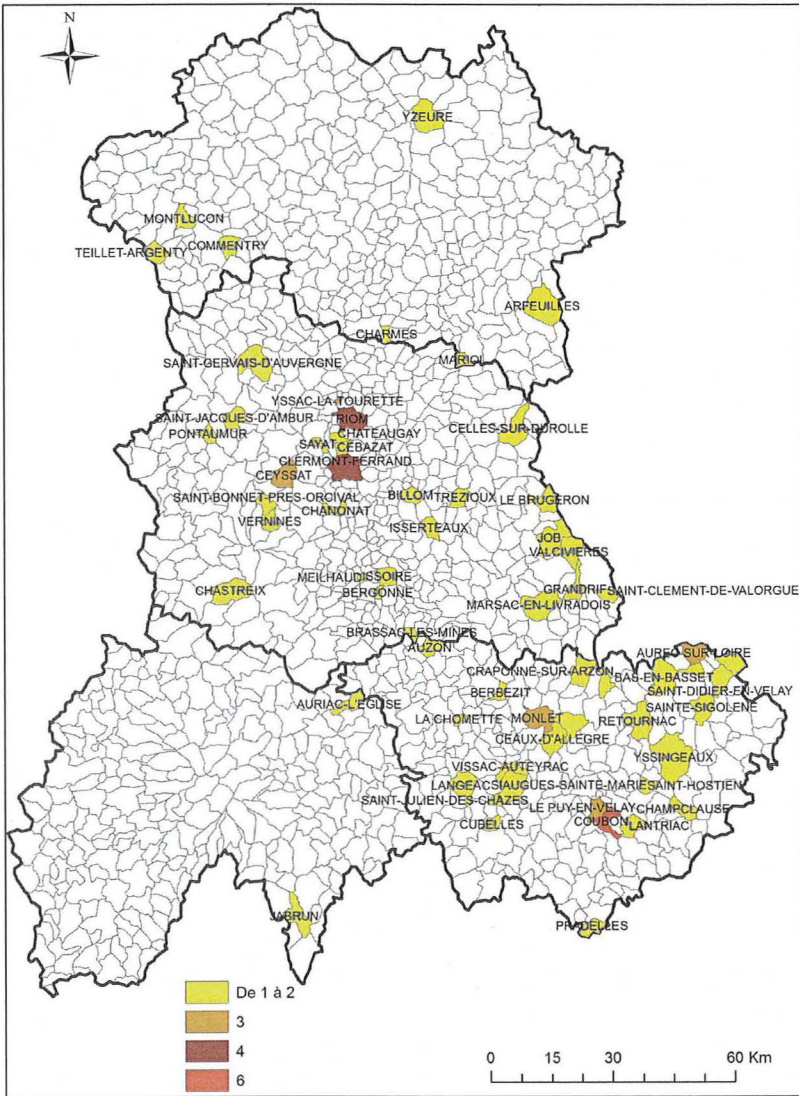 N
YZEURE
MONTLUCON
TEILLET-ARGENTY
COMMENTRY
ARFEUILLES
CHARMES
MARIOL
SAINT-GERVAIS-D'AUVERGNE
YSSAC-LA-TOURETTE
SAINT-JACQUES-D'AMBUR
RIOM
PONTAUMUR
CHATEAUGAY
CELLES-SUR-DUROLLE
SAYAT
CEBAZAT
CLERMONT-FERRAND
CEYSSAT
SAINT-BONNET-PRES-ORCIVAL
BILLOM
TREZIOUX
LE BRUGERON
VERNINES
CHANONAT
ISSERTEAUX
JOB
VALCIVIERES
MEILHAUD
ISSOIRE
CHASTREIX
BERGONNE
GRANDRIF
SAINT-CLEMENT-DE-VALORGUE
MARSAC-EN-LIVRADOIS
BRASSAC-LES-MINES
AUZON
AUREC-SUR-LOIRE
CRAPONNE-SUR-ARZON
BAS-EN-BASSET
BERBEZIT
SAINT-DIDIER-EN-VELAY
AURIAC-L'EGLISE
SAINTE-SIGOLENE
LA CHOMETTE
MONLET
RETOURNAC
CEAUX-D'ALLEGRE
YSSINGEAUX
VISSAC-AUTEYRAC
LANGEAC
SIAUGUES-SAINTE-MARIE
SAINT-HOSTIEN
SAINT-JULIEN-DES-CHAZES
LE PUY-EN-VELAY
CHAMPCLAUSE
CUBELLES
COUBON
LANTRIAC
JABRUN
PRADELLES
De 1 à 2
3
4
6
0 15 30 60 Km